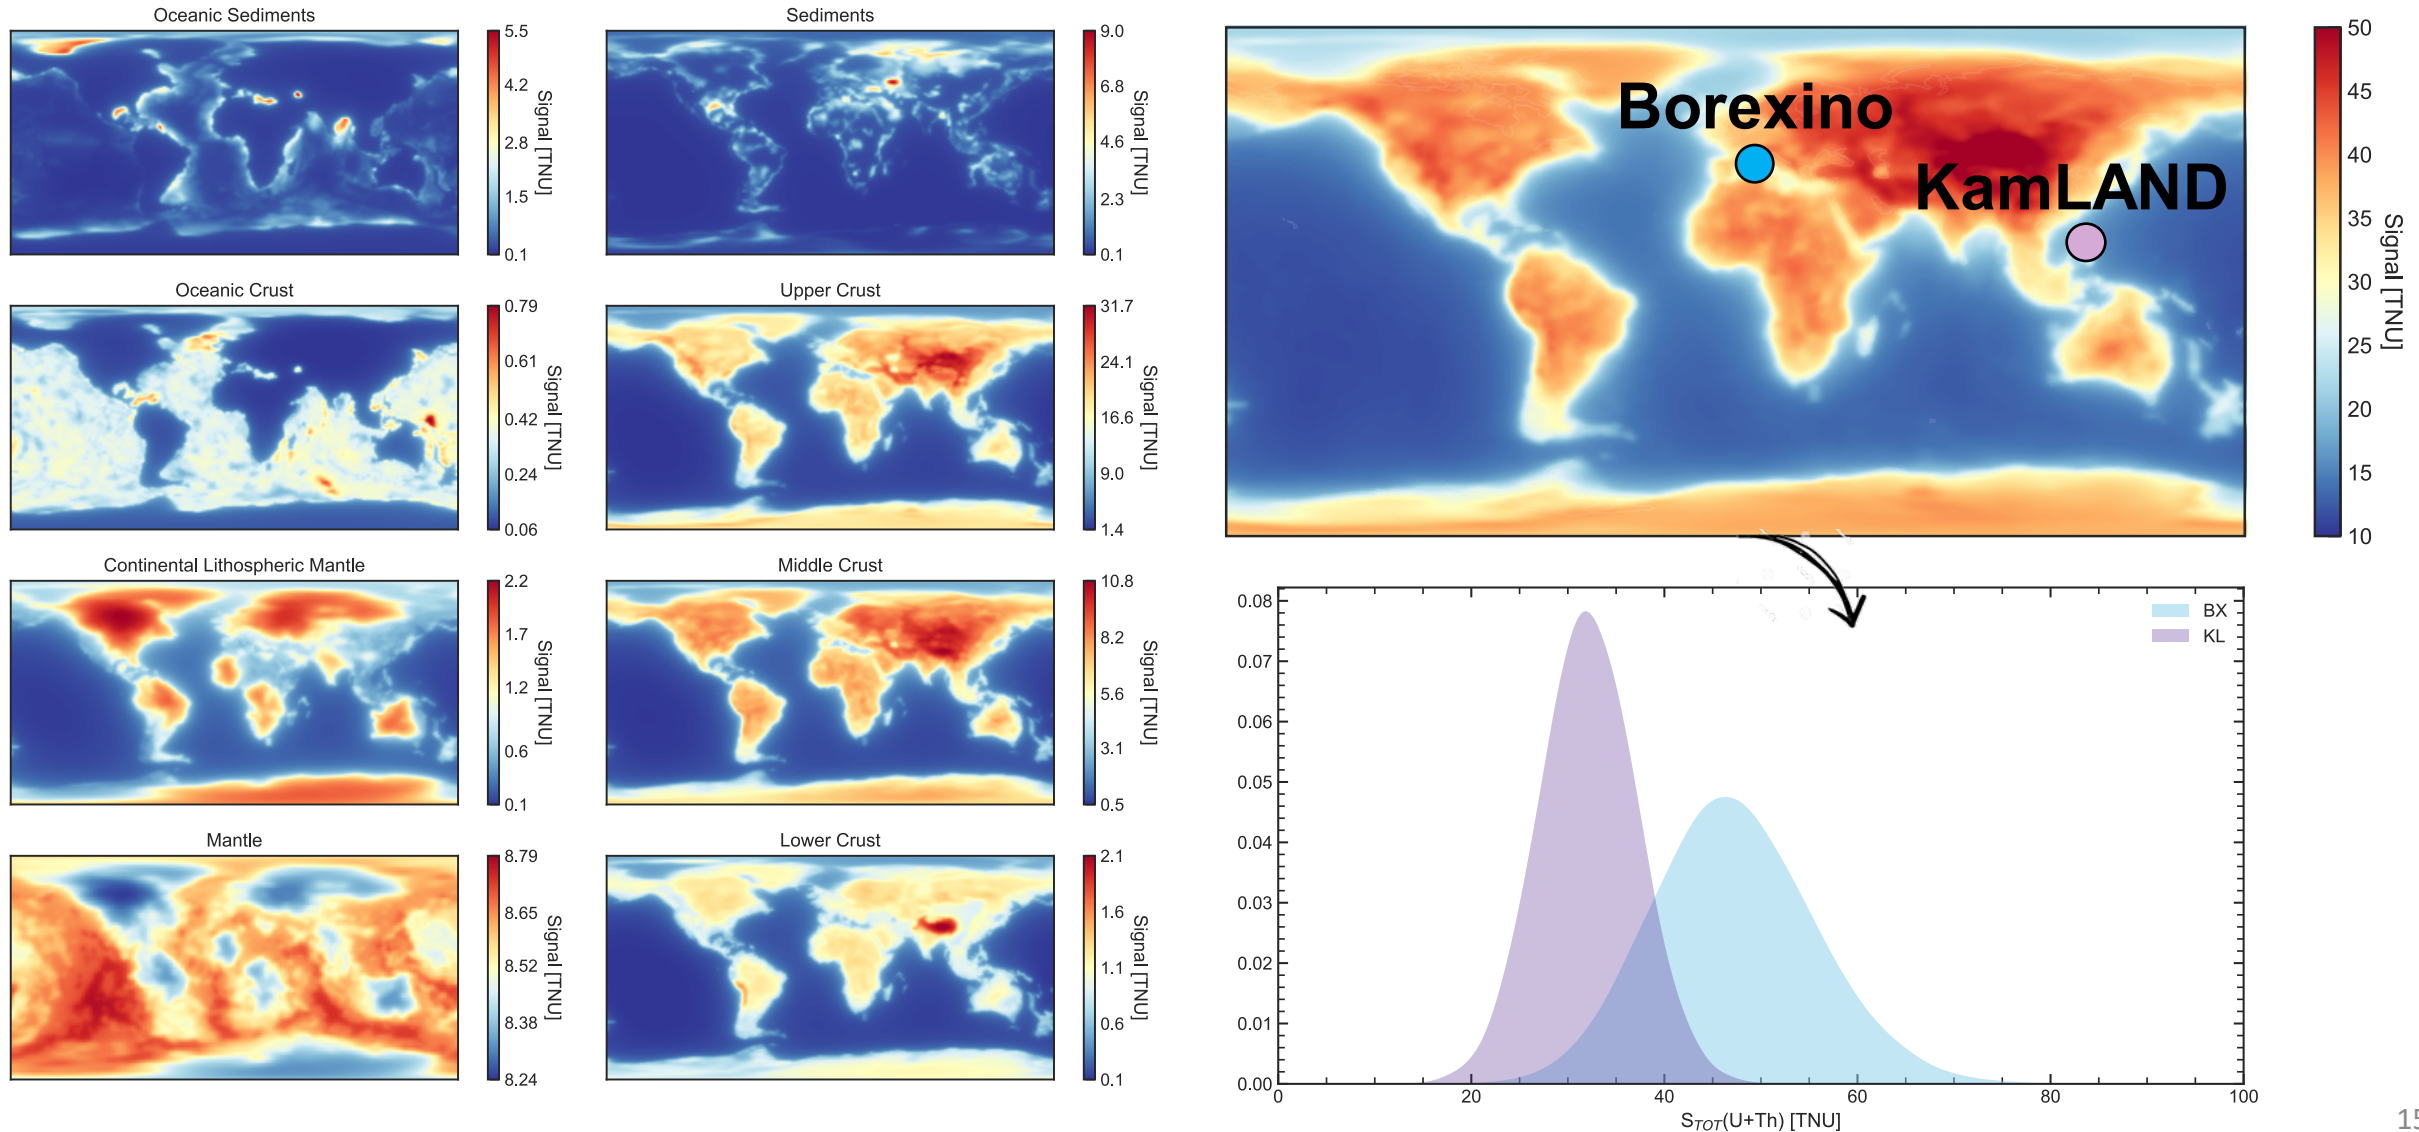 Oceanic Sediments
5.5
4.2
2.8
1.5
0.1
Signal [TNU]
Sediments
9.0
6.8
4.6
2.3
0.1
Signal [TNU]
Oceanic Crust
0.79
0.61
0.42
0.24
0.06
Signal [TNU]
Upper Crust
31.7
24.1
16.6
9.0
1.4
Signal [TNU]
Continental Lithospheric Mantle
2.2
1.7
1.2
0.6
0.1
Signal [TNU]
Middle Crust
10.8
8.2
5.6
3.1
0.5
Signal [TNU]
Mantle
8.79
8.65
8.52
8.38
8.24
Signal [TNU]
Lower Crust
2.1
1.6
1.1
0.6
0.1
Signal [TNU]
Borexino
KamLAND
50
45
40
35
30
25
20
15
10
Signal [TNU]
0.08
0.07
0.06
0.05
0.04
0.03
0.02
0.01
0.00
BX
KL
0 20 40 60 80 100
S_TOT(U+Th) [TNU]
15